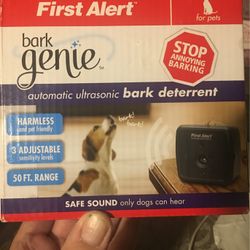 First Alert
for pets
bark
genie
STOP
ANNOYING
BARKING
automatic ultrasonic bark deterrent
HARMLESS
and pet friendly
3 ADJUSTABLE
sensitivity levels
50 FT. RANGE
bark!
bark!
First Alert
SAFE SOUND only dogs can hear